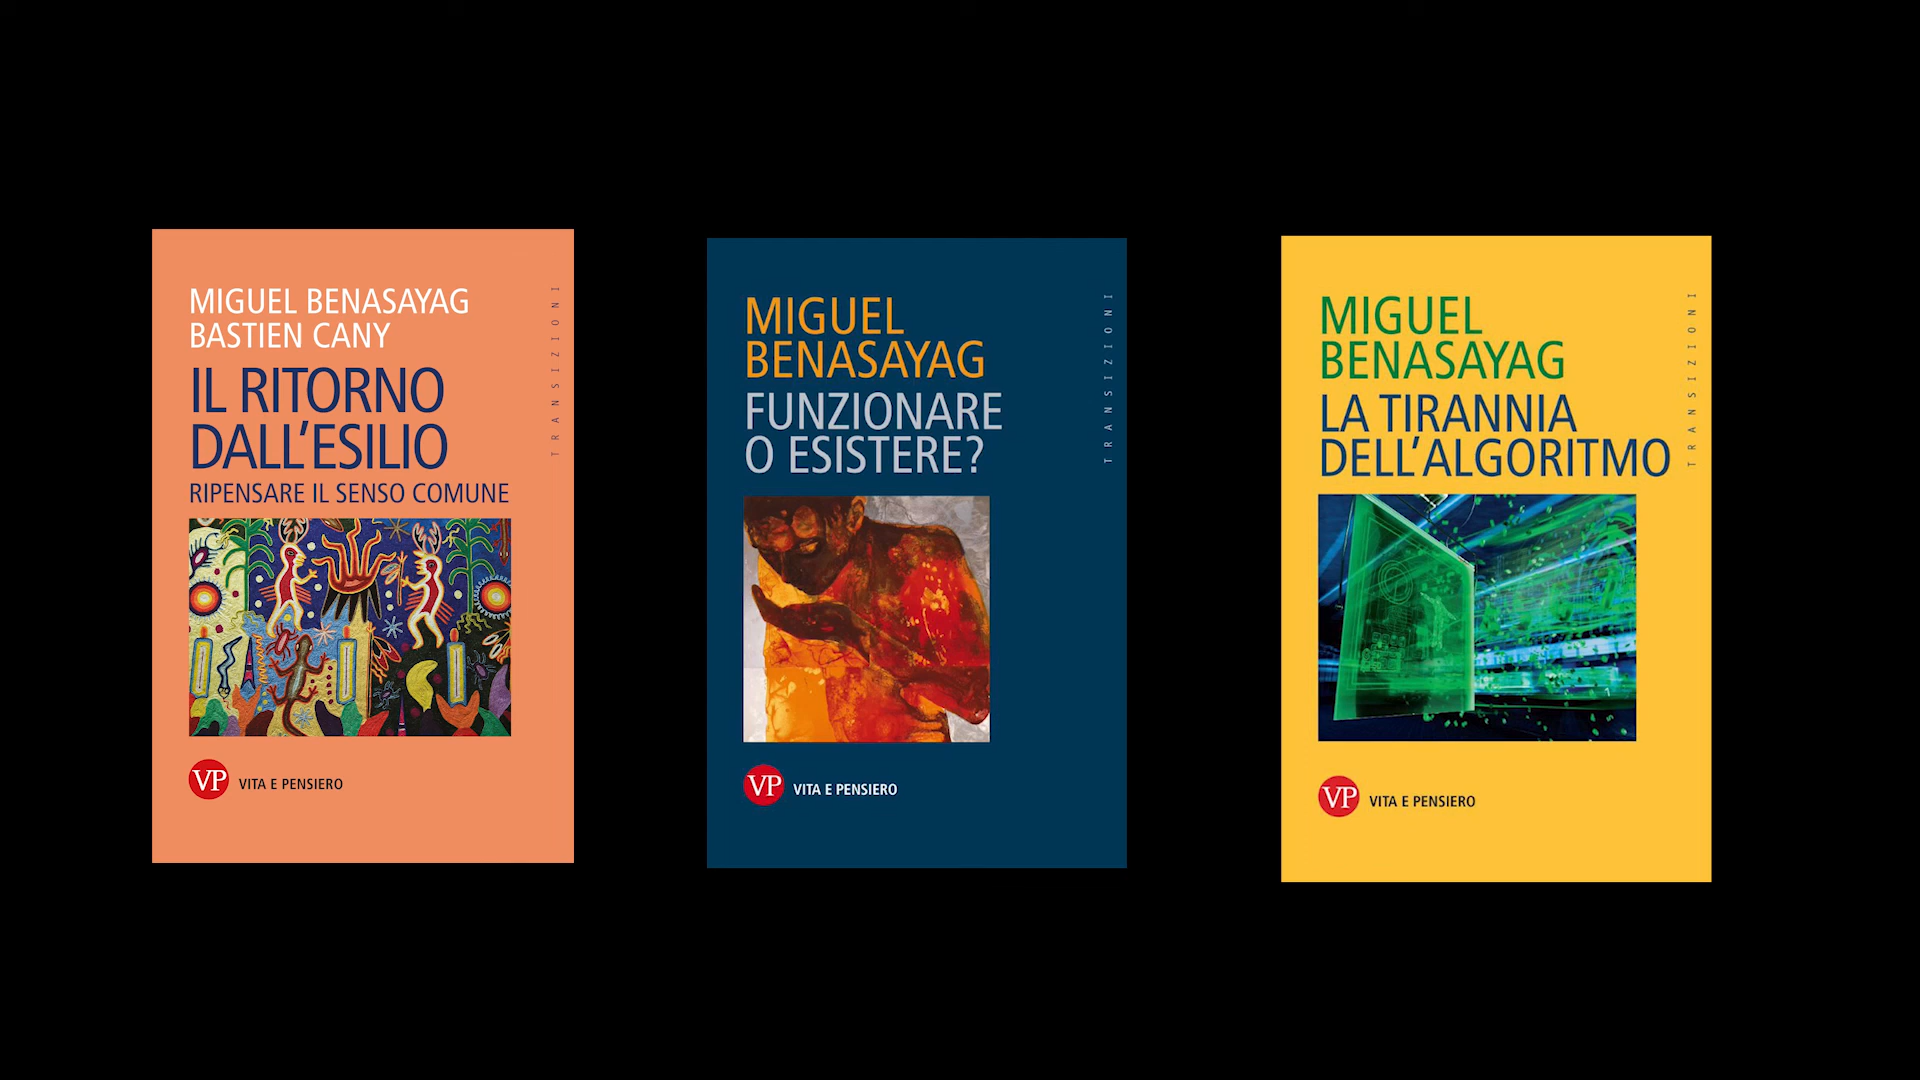 MIGUEL BENASAYAG
BASTIEN CANY
IL RITORNO
DALL'ESILIO
RIPENSARE IL SENSO COMUNE
TRANSIZIONI
VP VITA E PENSIERO
MIGUEL
BENASAYAG
FUNZIONARE
O ESISTERE?
TRANSIZIONI
VP VITA E PENSIERO
MIGUEL
BENASAYAG
LA TIRANNIA
DELL'ALGORITMO
TRANSIZIONI
VP VITA E PENSIERO